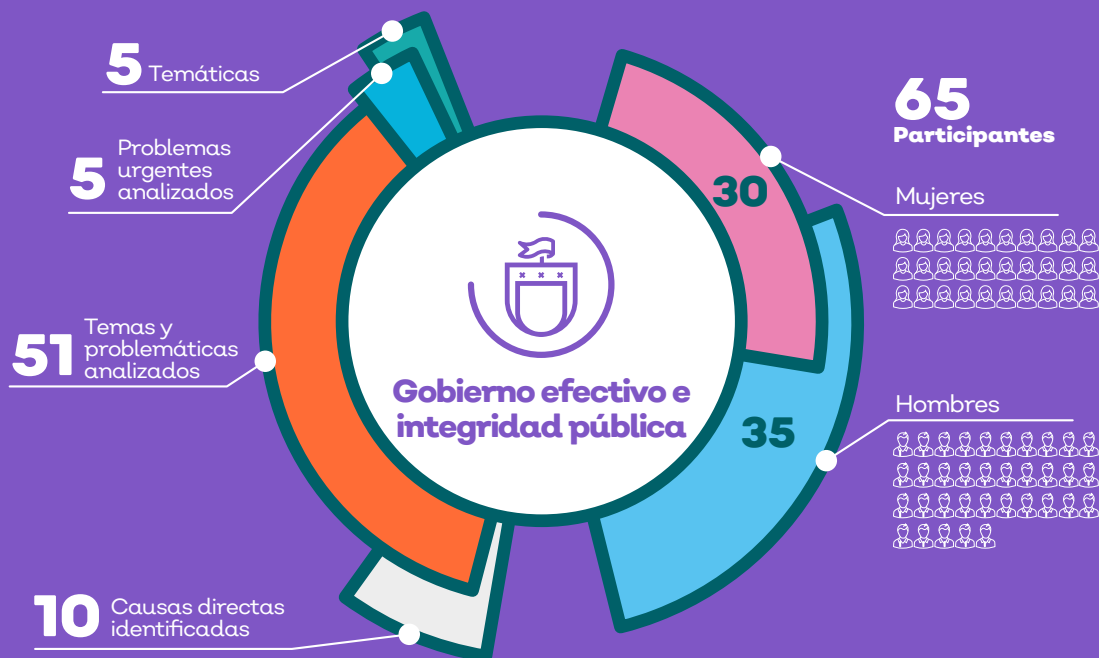 5 Temáticas
5 Problemas
urgentes
analizados
51 Temas y
problemáticas
analizados
10 Causas directas
identificadas
Gobierno efectivo e
integridad pública
30
35
65
Participantes
Mujeres
Hombres